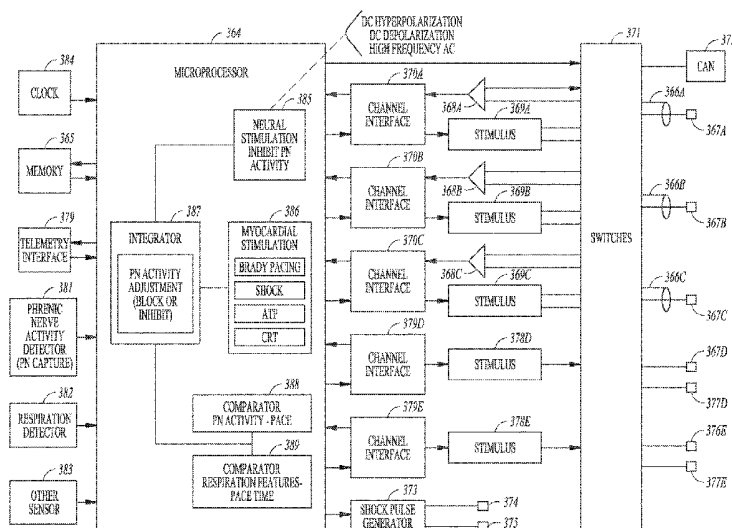 364
DC HYPERPOLARIZATION
DC DEPOLARIZATION
HIGH FREQUENCY AC
371
384
CLOCK
MICROPROCESSOR
CAN
370A
CHANNEL
INTERFACE
368A
369A
STIMULUS
366A
367A
385
NEURAL
STIMULATION
INHIBIT PN
ACTIVITY
365
MEMORY
370B
CHANNEL
INTERFACE
368B
369B
STIMULUS
366B
367B
379
TELEMETRY
INTERFACE
387
INTEGRATOR
PN ACTIVITY
ADJUSTMENT
(BLOCK OR
INHIBIT)
386
MYOCARDIAL
STIMULATION
BRADY PACING
SHOCK
ATP
CRT
370C
CHANNEL
INTERFACE
368C
369C
STIMULUS
SWITCHES
366C
367C
381
PHRENIC
NERVE
ACTIVITY
DETECTOR
(PN CAPTURE)
379D
CHANNEL
INTERFACE
378D
STIMULUS
367D
377D
382
RESPIRATION
DETECTOR
388
COMPARATOR
PN ACTIVITY - PACE
379E
CHANNEL
INTERFACE
378E
STIMULUS
376E
377E
383
OTHER
SENSOR
389
COMPARATOR
RESPIRATION FEATURES-
PACE TIME
373
SHOCK PULSE
GENERATOR
374
375